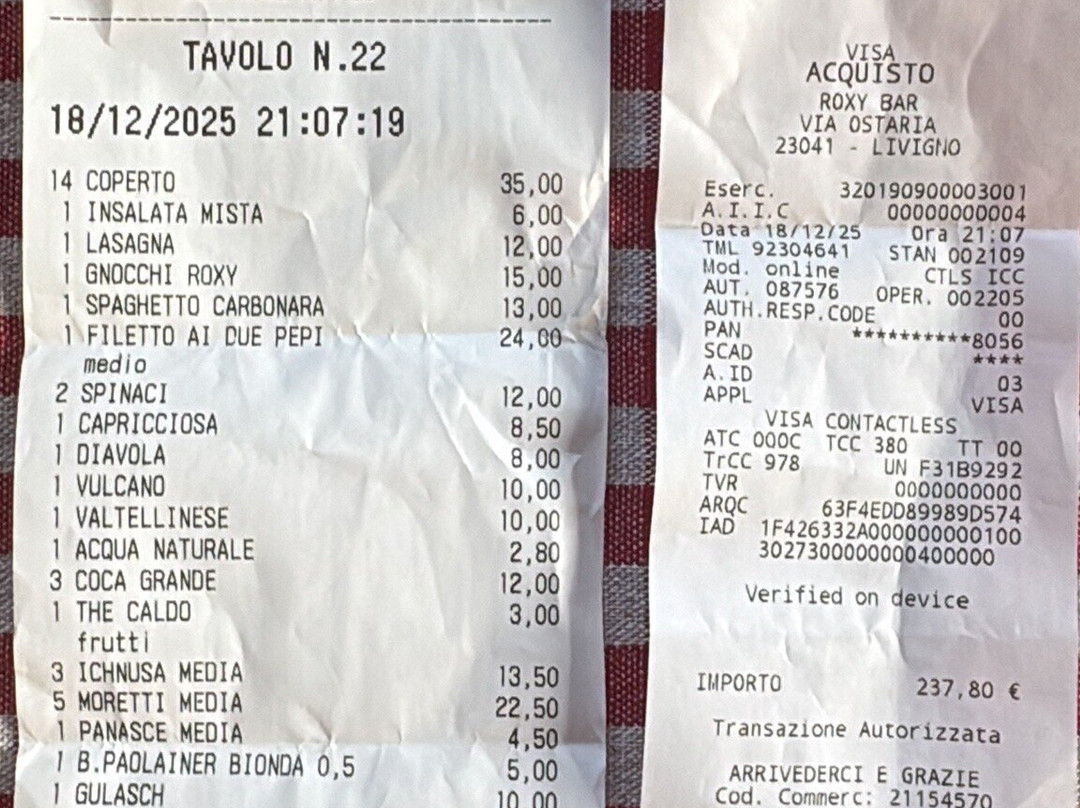 TAVOLO N.22
18/12/2025 21:07:19
14 COPERTO 35,00
1 INSALATA MISTA 6,00
1 LASAGNA 12,00
1 GNOCCHI ROXY 15,00
1 SPAGHETTO CARBONARA 13,00
1 FILETTO AI DUE PEPI 24,00
medio
2 SPINACI 12,00
1 CAPRICCIOSA 8,50
1 DIAVOLA 8,00
1 VULCANO 10,00
1 VALTELLINESE 10,00
1 ACQUA NATURALE 2,80
3 COCA GRANDE 12,00
1 THE CALDO 3,00
frutti
3 ICHNUSA MEDIA 13,50
5 MORETTI MEDIA 22,50
1 PANASCE MEDIA 4,50
1 B.PAOLAINER BIONDA 0,5 5,00
1 GULASCH 10,00
VISA
ACQUISTO
ROXY BAR
VIA OSTARIA
23041 - LIVIGNO
Eserc. 320190900003001
A.I.I.C 00000000004
Data 18/12/25 Ora 21:07
TML 92304641 STAN 002109
Mod. online CTLS ICC
AUT. 087576 OPER. 002205
AUTH.RESP.CODE 00
PAN **********8056
SCAD ****
A.ID 03
APPL VISA
VISA CONTACTLESS
ATC 000C TCC 380 TT 00
TrCC 978 UN F31B9292
TVR 0000000000
ARQC 63F4EDD89989D574
IAD 1F426332A0000000000100
30273000000000400000
Verified on device
IMPORTO 237,80 €
Transazione Autorizzata
ARRIVEDERCI E GRAZIE
Cod. Commerc: 21154570